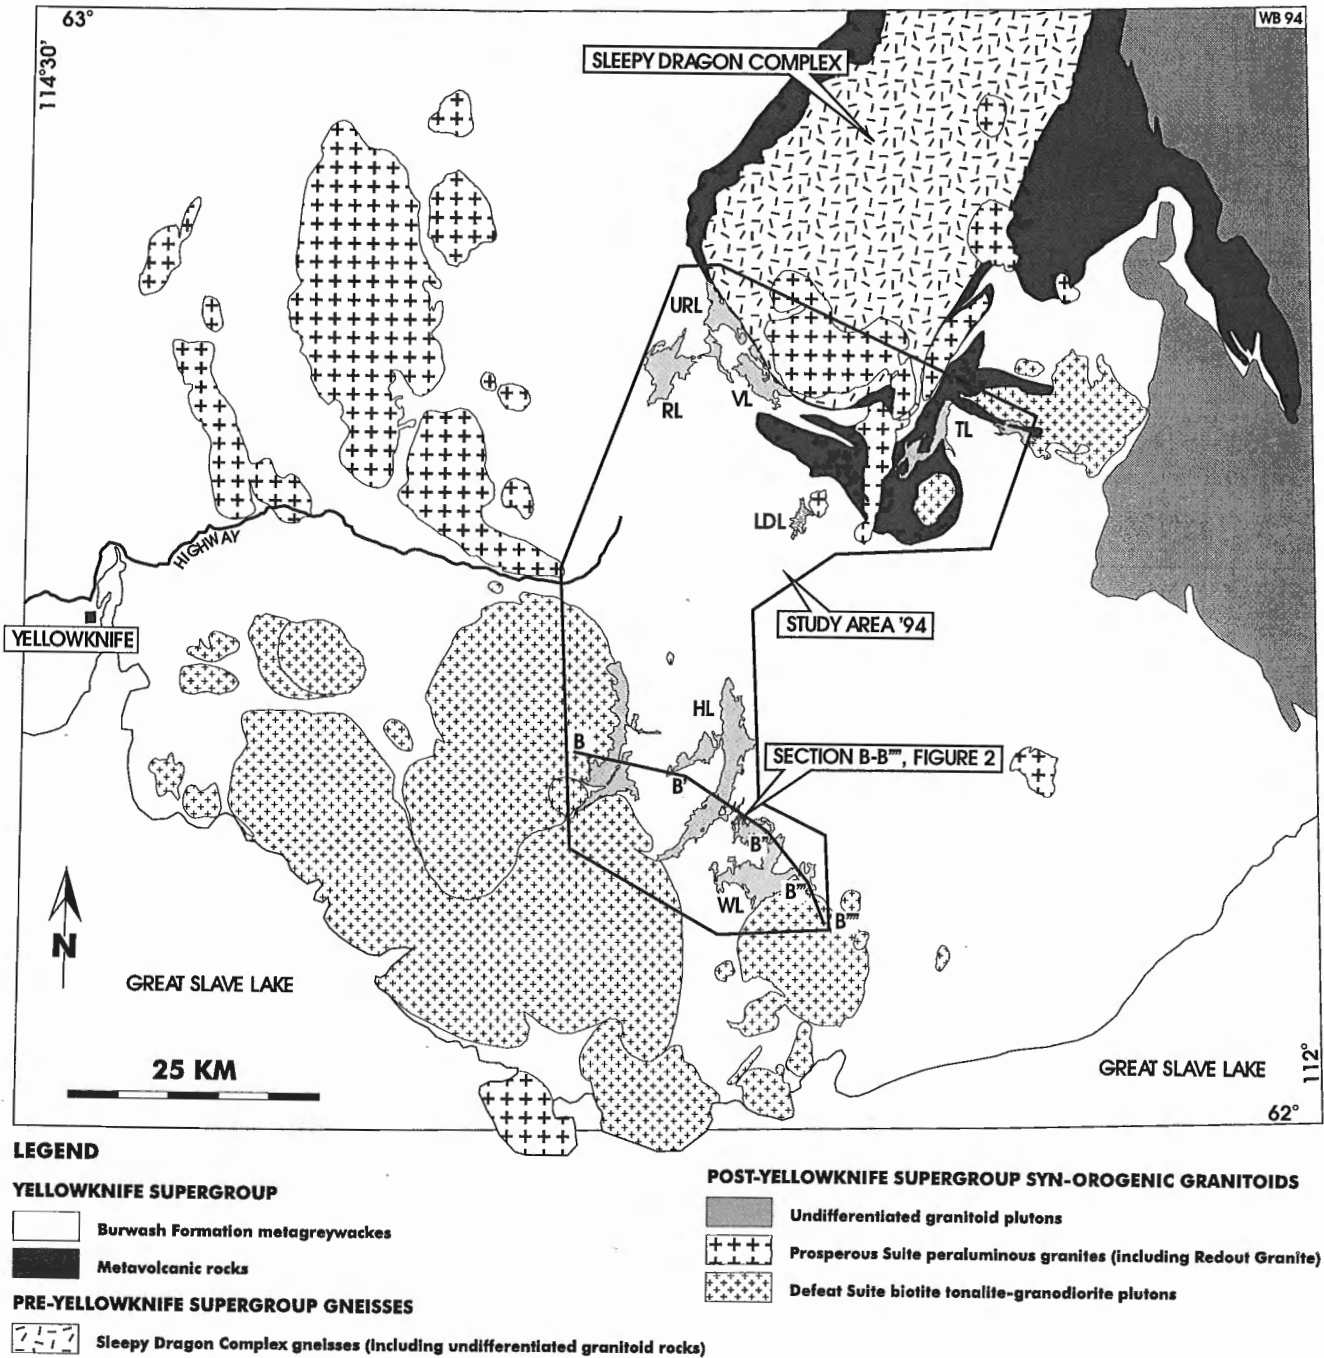 63°
WB 94
114°30'
SLEEPY DRAGON COMPLEX
URL
RL
VL
TL
LDL
HIGHWAY
YELLOWKNIFE
STUDY AREA '94
HL
B
SECTION B-B"", FIGURE 2
B'
B"
B"'
WL
B""
N
GREAT SLAVE LAKE
25 KM
GREAT SLAVE LAKE
112°
62°
LEGEND
YELLOWKNIFE SUPERGROUP
Burwash Formation metagreywackes
Metavolcanic rocks
PRE-YELLOWKNIFE SUPERGROUP GNEISSES
Sleepy Dragon Complex gneisses (including undifferentiated granitoid rocks)
POST-YELLOWKNIFE SUPERGROUP SYN-OROGENIC GRANITOIDS
Undifferentiated granitoid plutons
Prosperous Suite peraluminous granites (including Redout Granite)
Defeat Suite biotite tonalite-granodiorite plutons